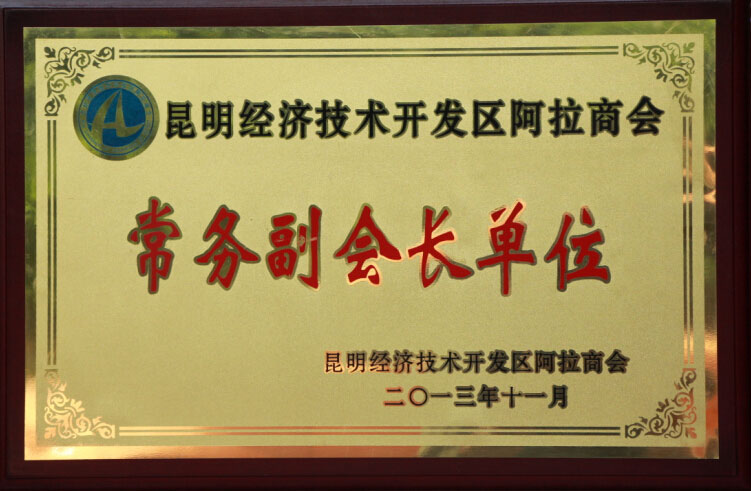 昆明经济技术开发区阿拉商会
常务副会长单位
昆明经济技术开发区阿拉商会
二〇一三年十一月